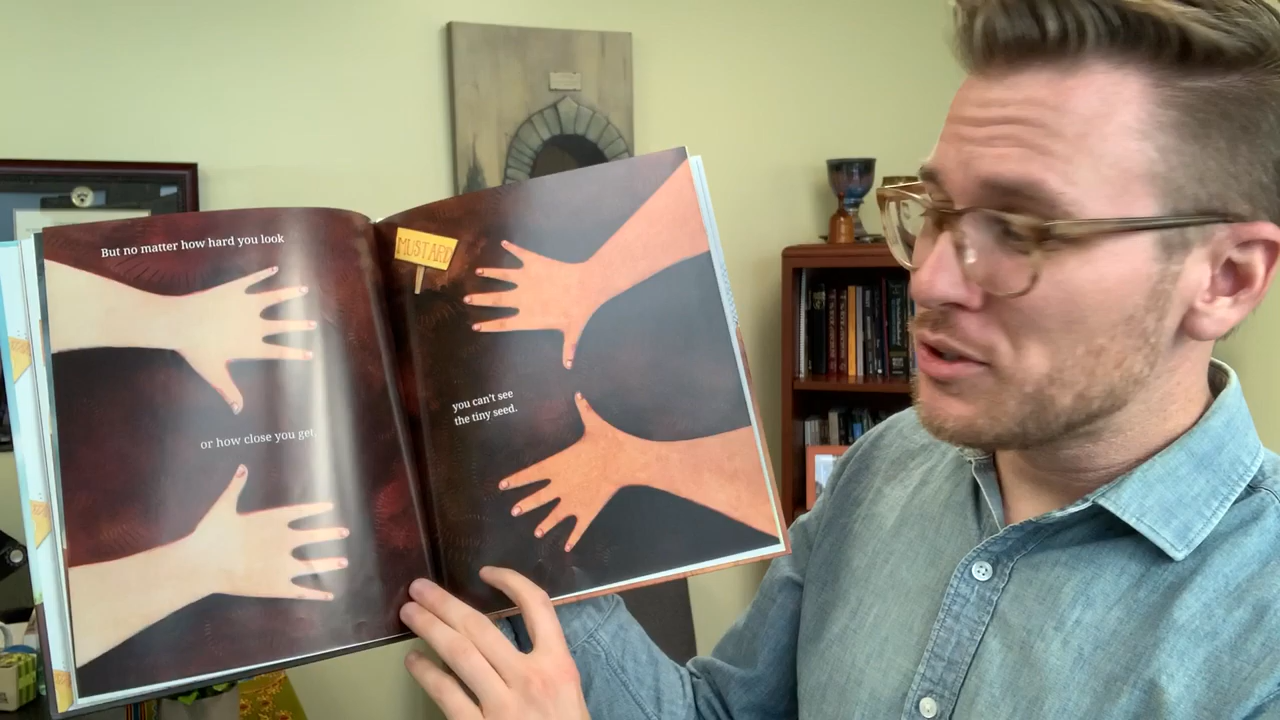 But no matter how hard you look
or how close you get,
MUSTARD
you can't see
the tiny seed.